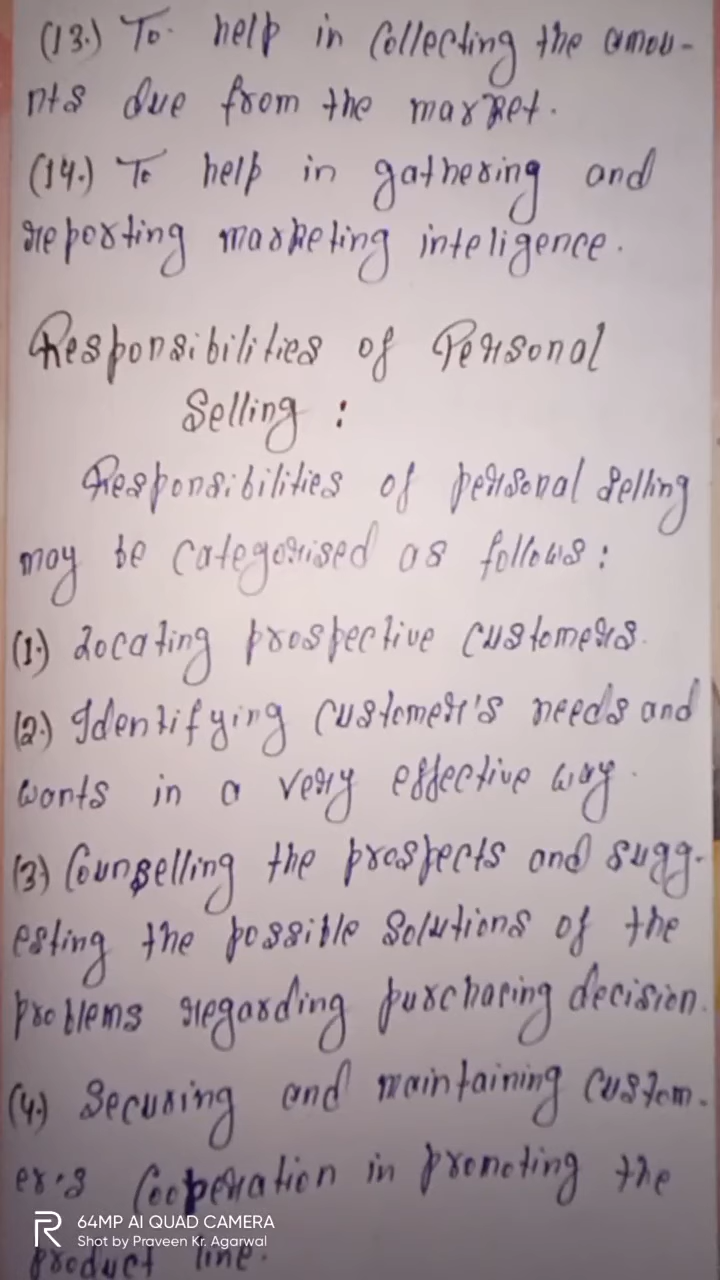 (13.) To help in Collecting the amou-
nts due from the market.
(14.) To help in gathering and
reporting marketing inteligence.
Responsibilities of Personal
Selling :
Responsibilities of personal selling
may be categorised as follows :
(1.) Locating prospective customers.
(2.) Identifying customer's needs and
wants in a very effective way.
(3) Counselling the prospects and sugg-
esting the possible solutions of the
problems regarding purchasing decision.
(4.) Securing and maintaining custom-
er's Cooperation in promoting the
product line.
64MP AI QUAD CAMERA
Shot by Praveen Kr. Agarwal